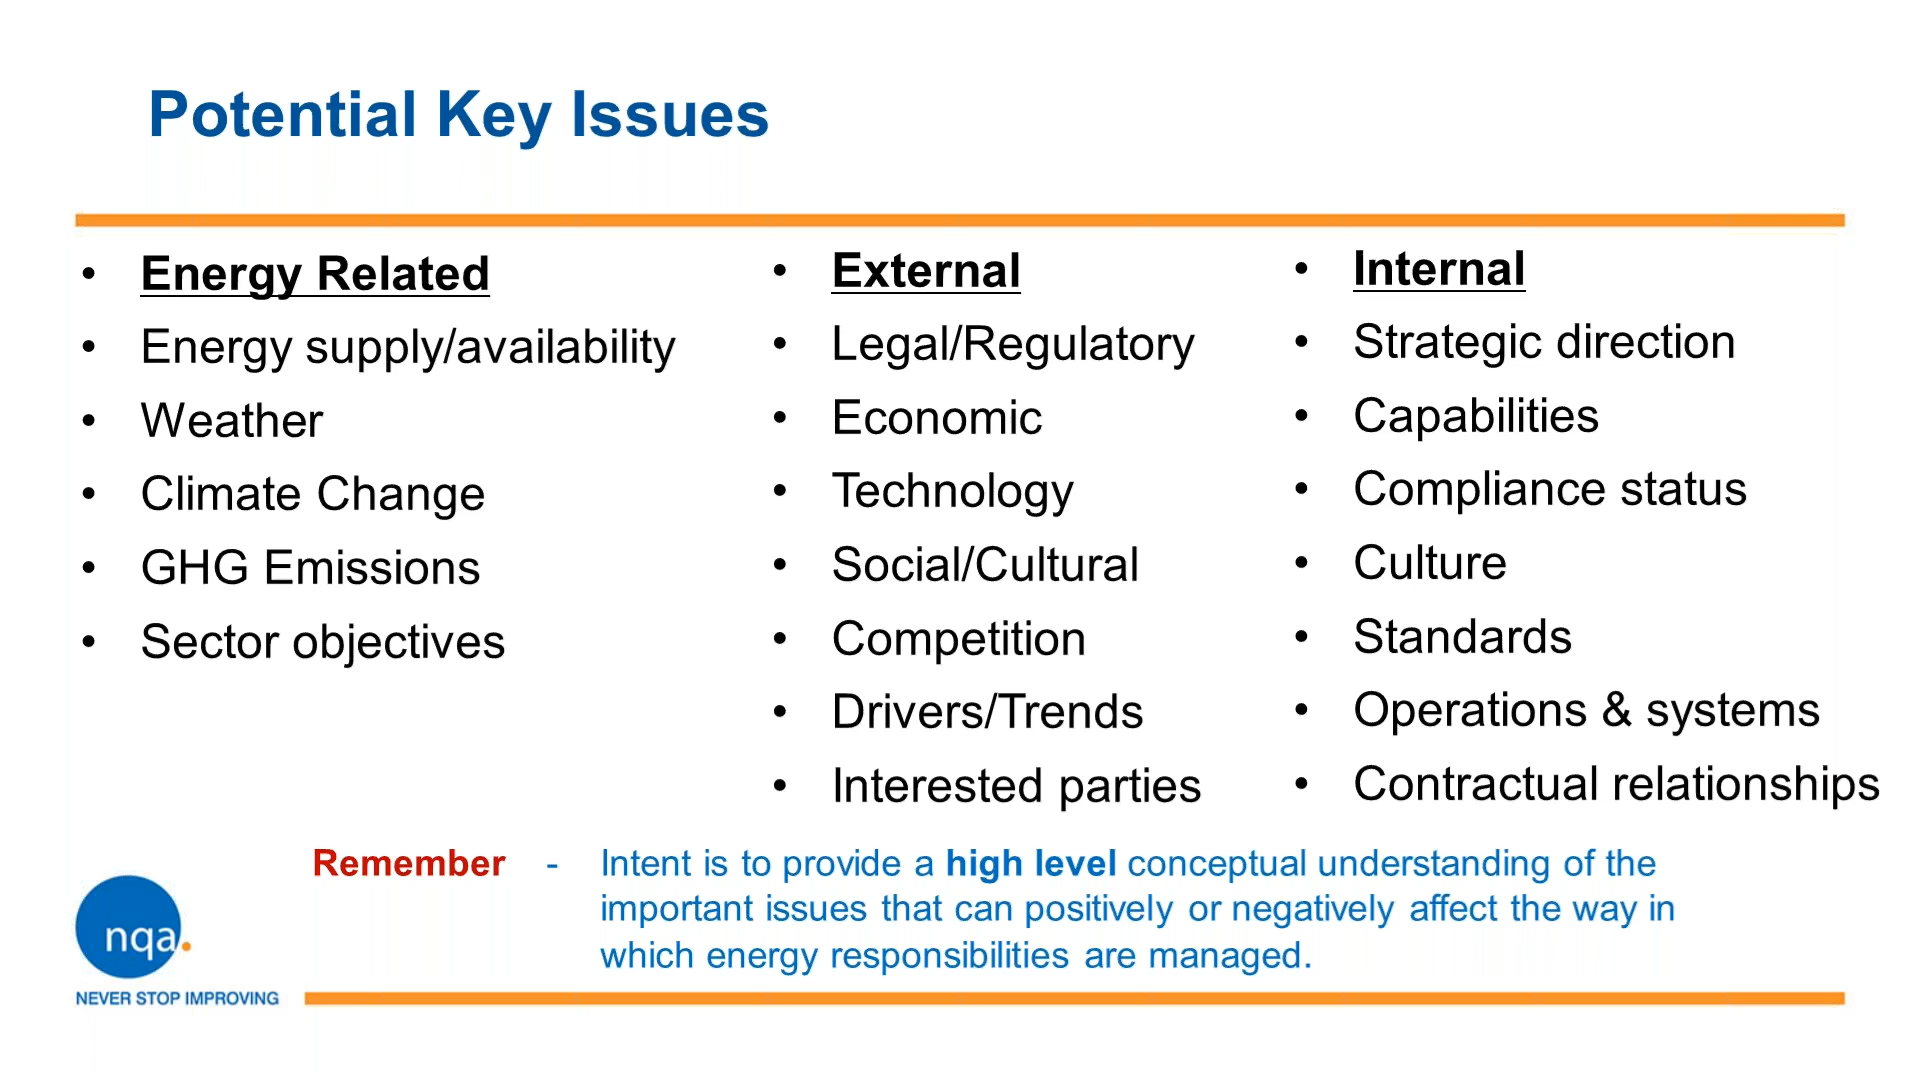 Potential Key Issues
• Energy Related
• Energy supply/availability
• Weather
• Climate Change
• GHG Emissions
• Sector objectives
• External
• Legal/Regulatory
• Economic
• Technology
• Social/Cultural
• Competition
• Drivers/Trends
• Interested parties
• Internal
• Strategic direction
• Capabilities
• Compliance status
• Culture
• Standards
• Operations & systems
• Contractual relationships
Remember - Intent is to provide a high level conceptual understanding of the
important issues that can positively or negatively affect the way in
which energy responsibilities are managed.
nqa.
NEVER STOP IMPROVING